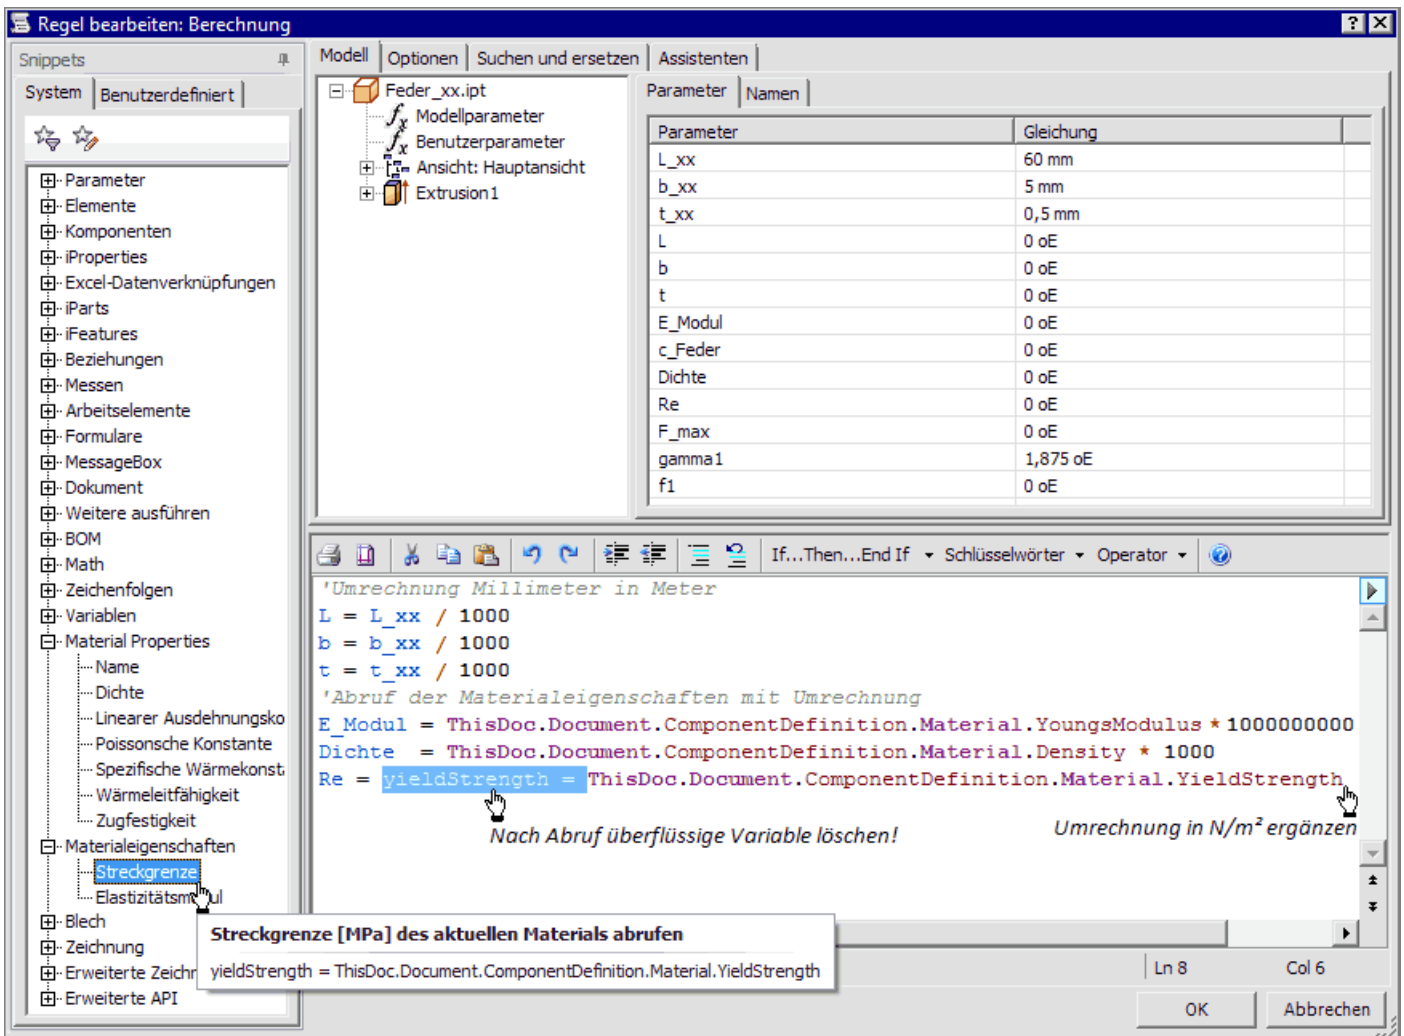 Regel bearbeiten: Berechnung
Snippets
System Benutzerdefiniert
Parameter
Elemente
Komponenten
iProperties
Excel-Datenverknüpfungen
iParts
iFeatures
Beziehungen
Messen
Arbeitselemente
Formulare
MessageBox
Dokument
Weitere ausführen
BOM
Math
Zeichenfolgen
Variablen
Material Properties
Name
Dichte
Linearer Ausdehnungsko
Poissonsche Konstante
Spezifische Wärmekonst
Wärmeleitfähigkeit
Zugfestigkeit
Materialeigenschaften
Streckgrenze
Blech
Zeichnung
Erweiterte Zeichr
Erweiterte API
Modell Optionen Suchen und ersetzen Assistenten
Feder_xx.ipt
Modellparameter
Benutzerparameter
Ansicht: Hauptansicht
Extrusion1
Parameter Namen
Parameter Gleichung
L_xx 60 mm
b_xx 5 mm
t_xx 0,5 mm
L 0 oE
b 0 oE
t 0 oE
E_Modul 0 oE
c_Feder 0 oE
Dichte 0 oE
Re 0 oE
F_max 0 oE
gamma1 1,875 oE
f1 0 oE
If...Then...End If Schlüsselwörter Operator
'Umrechnung Millimeter in Meter
L = L_xx / 1000
b = b_xx / 1000
t = t_xx / 1000
'Abruf der Materialeigenschaften mit Umrechnung
E_Modul = ThisDoc.Document.ComponentDefinition.Material.YoungsModulus * 1000000000
Dichte = ThisDoc.Document.ComponentDefinition.Material.Density * 1000
Re = yieldStrength = ThisDoc.Document.ComponentDefinition.Material.YieldStrength
Nach Abruf überflüssige Variable löschen!
Umrechnung in N/m² ergänzen
Streckgrenze [MPa] des aktuellen Materials abrufen
yieldStrength = ThisDoc.Document.ComponentDefinition.Material.YieldStrength
Ln 8 Col 6
OK Abbrechen